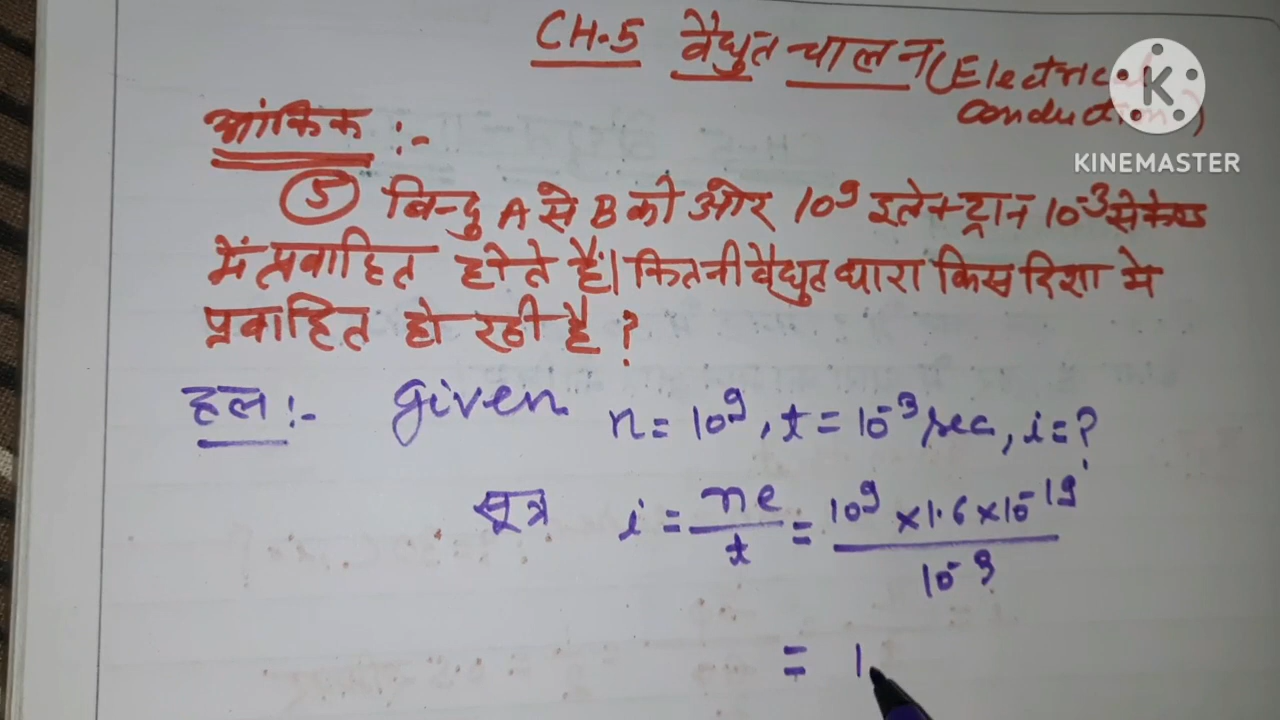 CH-5 वैद्युत चालन (Electrical
conduction)
KINEMASTER
आंकिक :-
(5) बिन्दु A से B की ओर 10⁹ इलेक्ट्रान 10⁻³ सेकेण्ड
में प्रवाहित होते हैं। कितनी वैद्युत धारा किस दिशा मे
प्रवाहित हो रही है ?
हल :- given n = 10⁹, t = 10⁻³ sec, i = ?
सूत्र i = ne/t = 10⁹ × 1.6 × 10⁻¹⁹/10⁻³
= 1